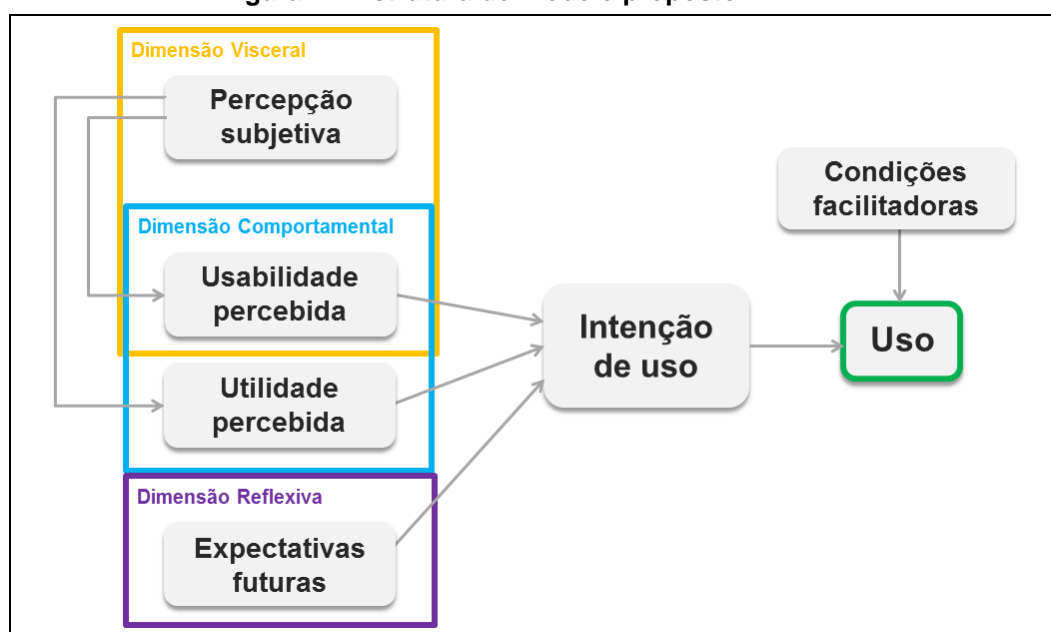 Dimensão Visceral
Percepção
subjetiva
Dimensão Comportamental
Usabilidade
percebida
Utilidade
percebida
Dimensão Reflexiva
Expectativas
futuras
Intenção
de uso
Condições
facilitadoras
Uso